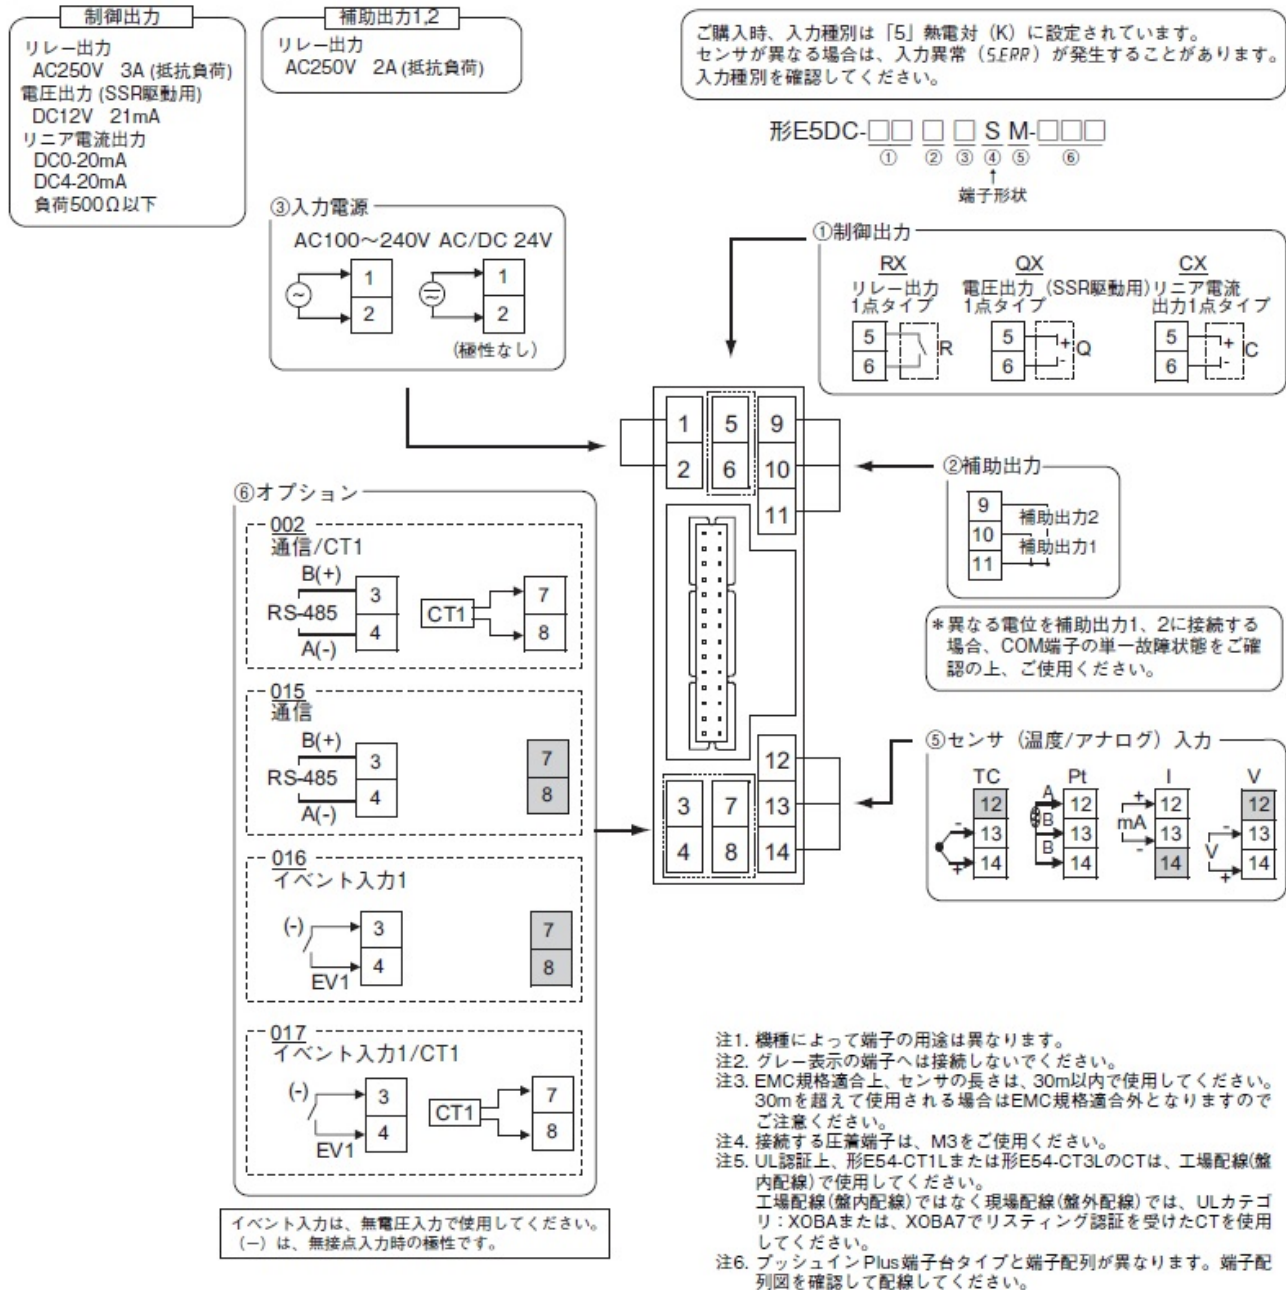 制御出力
リレー出力
AC250V 3A (抵抗負荷)
電圧出力 (SSR駆動用)
DC12V 21mA
リニア電流出力
DC0-20mA
DC4-20mA
負荷500Ω以下
補助出力1,2
リレー出力
AC250V 2A (抵抗負荷)
ご購入時、入力種別は「5」熱電対（K）に設定されています。
センサが異なる場合は、入力異常（S.ERR）が発生することがあります。
入力種別を確認してください。
形E5DC-□□ □ □ S M-□□□
① ② ③ ④ ⑤ ⑥
↑
端子形状
③入力電源
AC100～240V AC/DC 24V
1 1
2 2
(極性なし)
①制御出力
RX QX CX
リレー出力 電圧出力（SSR駆動用）リニア電流
1点タイプ 1点タイプ 出力1点タイプ
5 5 + 5 +
6 R 6 - Q 6 - C
1 5 9
2 6 10
11
12
3 7 13
4 8 14
②補助出力
9
補助出力2
10
補助出力1
11
＊異なる電位を補助出力1、2に接続する
場合、COM端子の単一故障状態をご確
認の上、ご使用ください。
⑤センサ（温度/アナログ）入力
TC Pt I V
12 A 12 + 12 12
- 13 B 13 mA 13 - 13
+ 14 B 14 - 14 V + 14
⑥オプション
002
通信/CT1
B(+) 3 7
RS-485 CT1
A(-) 4 8
015
通信
B(+) 3 7
RS-485
A(-) 4 8
016
イベント入力1
(-) 3 7
EV1 4 8
017
イベント入力1/CT1
(-) 3 7
CT1
EV1 4 8
イベント入力は、無電圧入力で使用してください。
（−）は、無接点入力時の極性です。
注1. 機種によって端子の用途は異なります。
注2. グレー表示の端子へは接続しないでください。
注3. EMC規格適合上、センサの長さは、30m以内で使用してください。
30mを超えて使用される場合はEMC規格適合外となりますので
ご注意ください。
注4. 接続する圧着端子は、M3をご使用ください。
注5. UL認証上、形E54-CT1Lまたは形E54-CT3LのCTは、工場配線(盤
内配線)で使用してください。
工場配線(盤内配線)ではなく現場配線(盤外配線)では、ULカテゴ
リ：XOBAまたは、XOBA7でリスティング認証を受けたCTを使用
してください。
注6. プッシュインPlus端子台タイプと端子配列が異なります。端子配
列図を確認して配線してください。